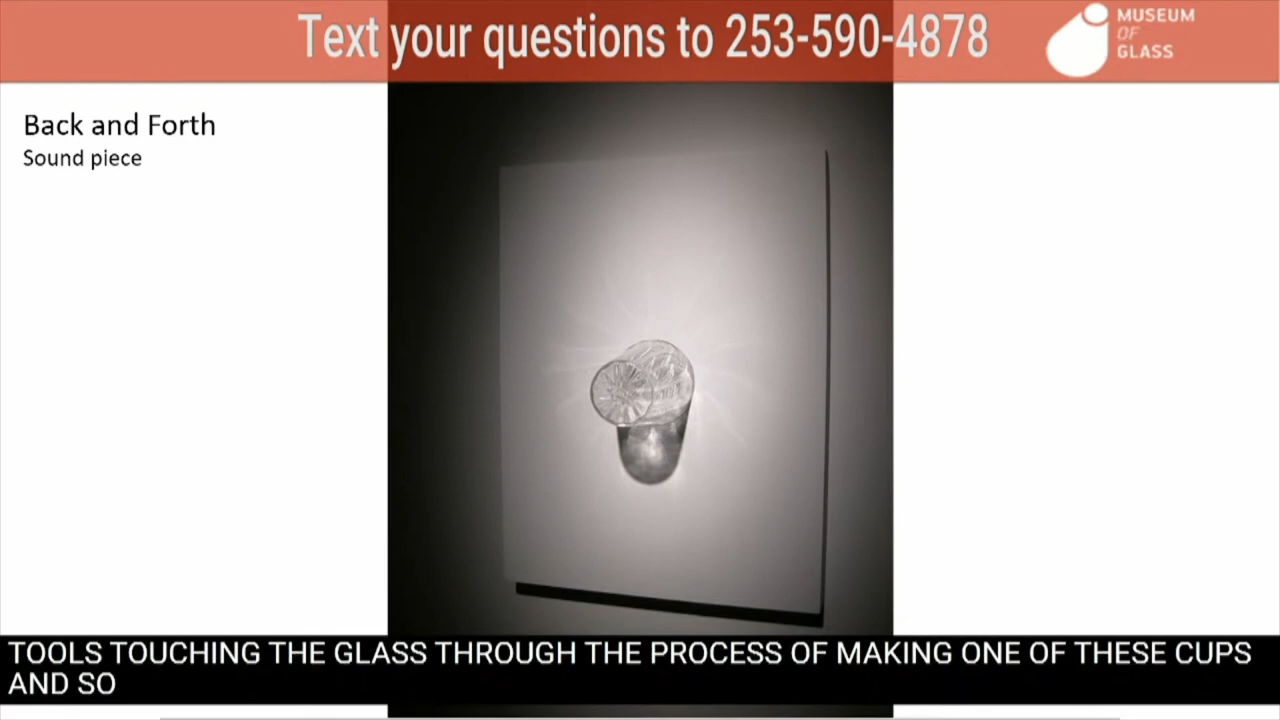 Text your questions to 253-590-4878
MUSEUM
OF
GLASS
Back and Forth
Sound piece
TOOLS TOUCHING THE GLASS THROUGH THE PROCESS OF MAKING ONE OF THESE CUPS
AND SO